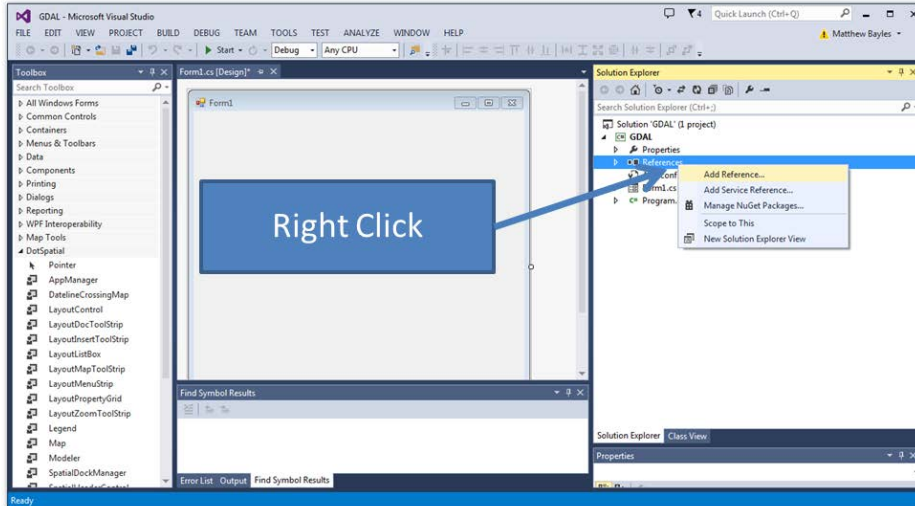 GDAL - Microsoft Visual Studio
4
Quick Launch (Ctrl+Q)
FILE EDIT VIEW PROJECT BUILD DEBUG TEAM TOOLS TEST ANALYZE WINDOW HELP
Matthew Bayles
Start Debug Any CPU
Toolbox
Search Toolbox
All Windows Forms
Common Controls
Containers
Menus & Toolbars
Data
Components
Printing
Dialogs
Reporting
WPF Interoperability
Map Tools
DotSpatial
Pointer
AppManager
DatelineCrossingMap
LayoutControl
LayoutDocToolStrip
LayoutInsertToolStrip
LayoutListBox
LayoutMapToolStrip
LayoutMenuStrip
LayoutPropertyGrid
LayoutZoomToolStrip
Legend
Map
Modeler
SpatialDockManager
SpatialHeaderControl
Form1.cs [Design]*
Form1
Right Click
Find Symbol Results
Error List Output Find Symbol Results
Solution Explorer
Search Solution Explorer (Ctrl+;)
Solution 'GDAL' (1 project)
C# GDAL
Properties
References
Form1.cs
C# Program.
Add Reference...
Add Service Reference...
Manage NuGet Packages...
Scope to This
New Solution Explorer View
Solution Explorer Class View
Properties
Ready